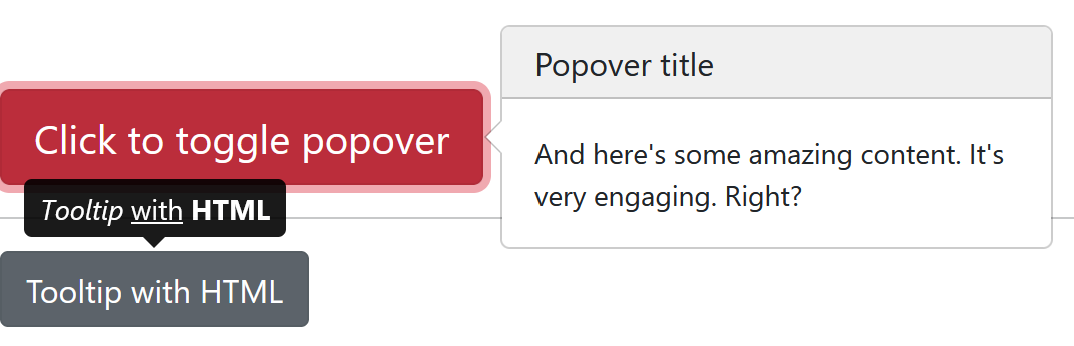 Popover title
Click to toggle popover
And here's some amazing content. It's
very engaging. Right?
Tooltip with HTML
Tooltip with HTML